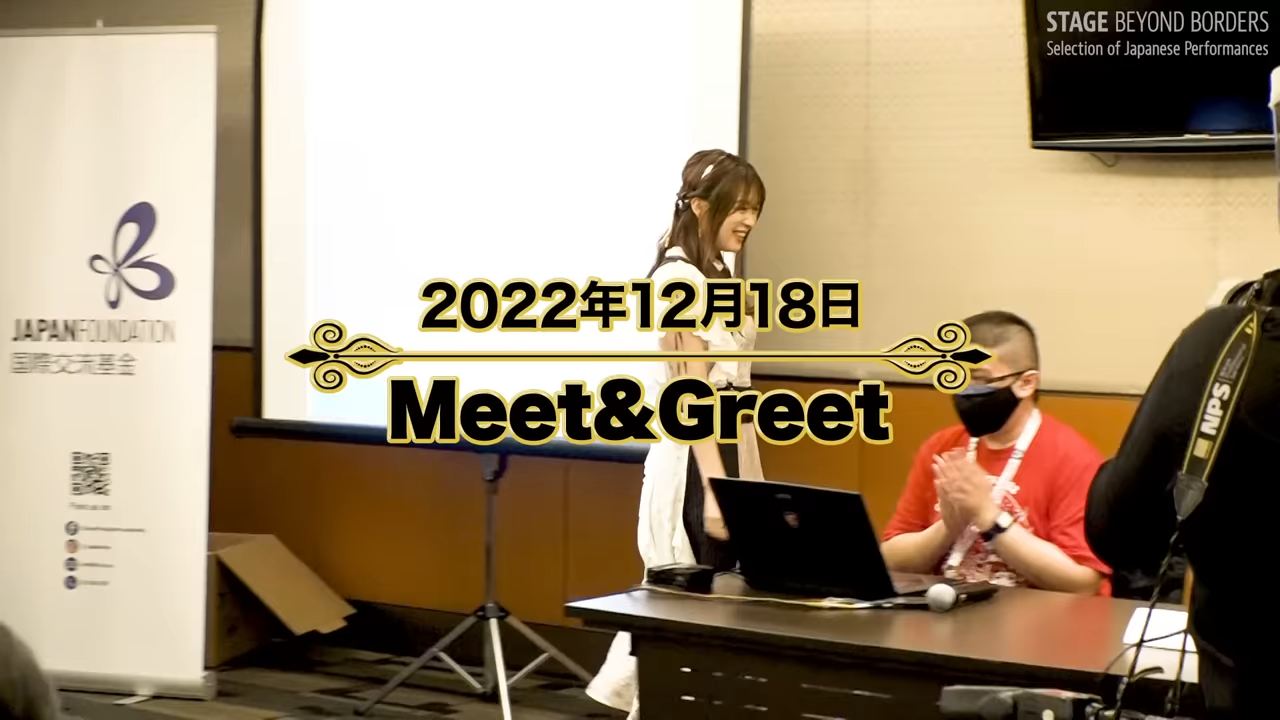 STAGE BEYOND BORDERS
Selection of Japanese Performances
2022年12月18日
Meet&Greet
JAPANFOUNDATION
国際交流基金
NPS